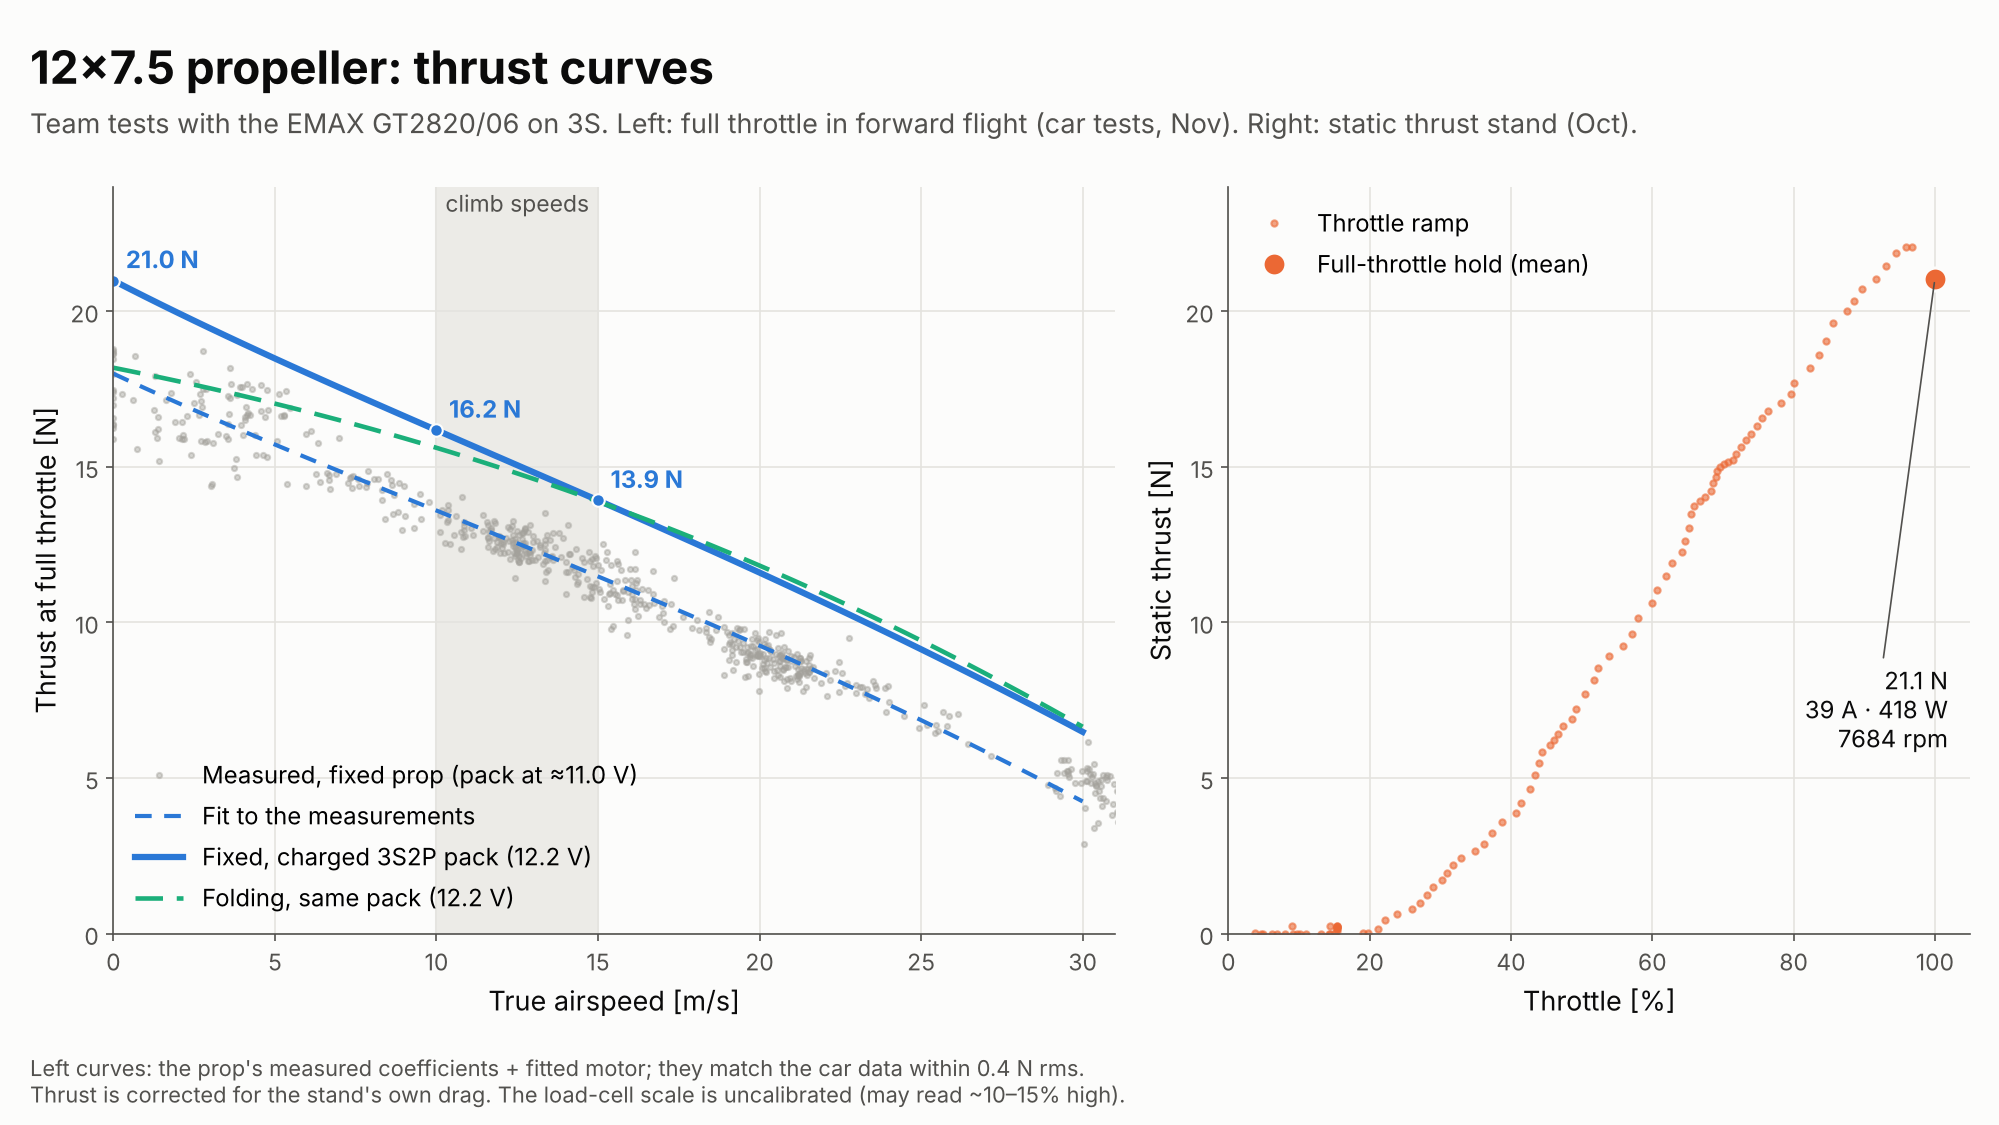 12×7.5 propeller: thrust curves
Team tests with the EMAX GT2820/06 on 3S. Left: full throttle in forward flight (car tests, Nov). Right: static thrust stand (Oct).
climb speeds
21.0 N
16.2 N
13.9 N
Thrust at full throttle [N]
20
15
10
5
0
Measured, fixed prop (pack at ≈11.0 V)
Fit to the measurements
Fixed, charged 3S2P pack (12.2 V)
Folding, same pack (12.2 V)
0 5 10 15 20 25 30
True airspeed [m/s]
Throttle ramp
Full-throttle hold (mean)
Static thrust [N]
20
15
10
5
0
21.1 N
39 A · 418 W
7684 rpm
0 20 40 60 80 100
Throttle [%]
Left curves: the prop's measured coefficients + fitted motor; they match the car data within 0.4 N rms.
Thrust is corrected for the stand's own drag. The load-cell scale is uncalibrated (may read ~10–15% high).